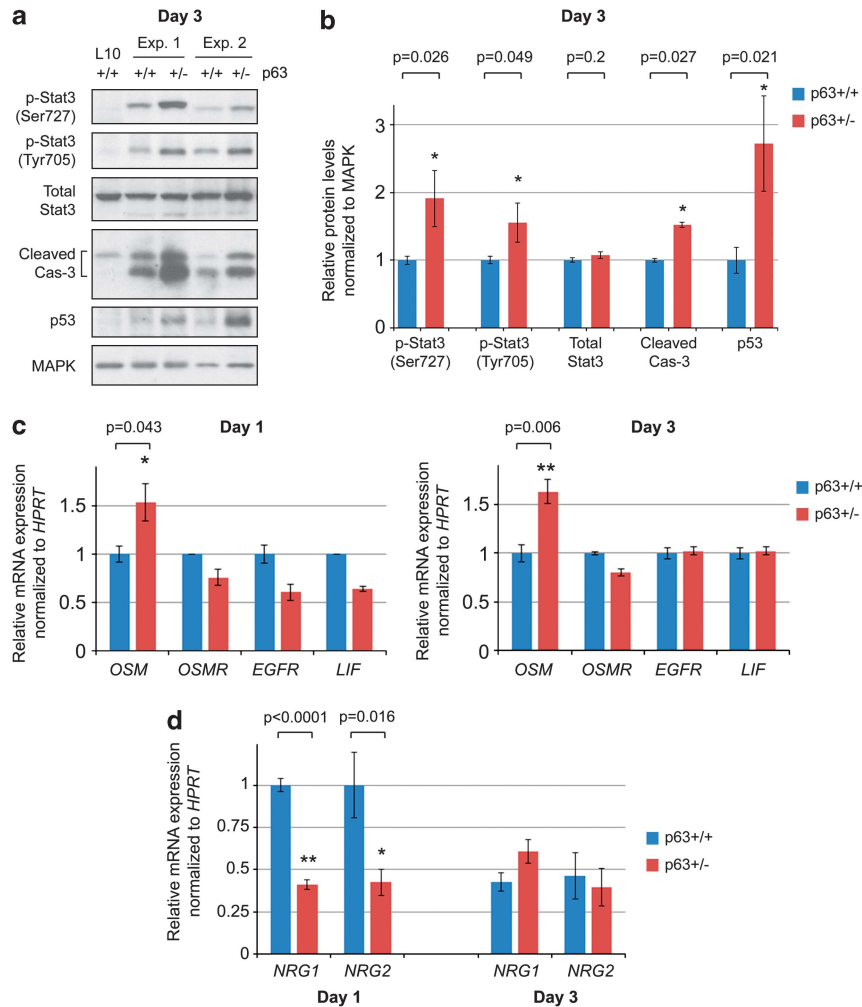 a
Day 3
L10
Exp. 1
Exp. 2
+/+
+/+
+/-
+/+
+/-
p63
p-Stat3
(Ser727)
p-Stat3
(Tyr705)
Total
Stat3
Cleaved
Cas-3
p53
MAPK
b
Day 3
p=0.026
p=0.049
p=0.2
p=0.027
p=0.021
p63+/+
p63+/-
Relative protein levels
normalized to MAPK
3
2
1
0
*
*
*
*
p-Stat3
(Ser727)
p-Stat3
(Tyr705)
Total
Stat3
Cleaved
Cas-3
p53
c
Day 1
p=0.043
*
Relative mRNA expression
normalized to HPRT
1.5
1
0.5
0
OSM
OSMR
EGFR
LIF
Day 3
p=0.006
**
Relative mRNA expression
normalized to HPRT
1.5
1
0.5
0
OSM
OSMR
EGFR
LIF
p63+/+
p63+/-
d
p<0.0001
p=0.016
Relative mRNA expression
normalized to HPRT
1
0.75
0.5
0.25
0
**
*
NRG1
NRG2
NRG1
NRG2
Day 1
Day 3
p63+/+
p63+/-